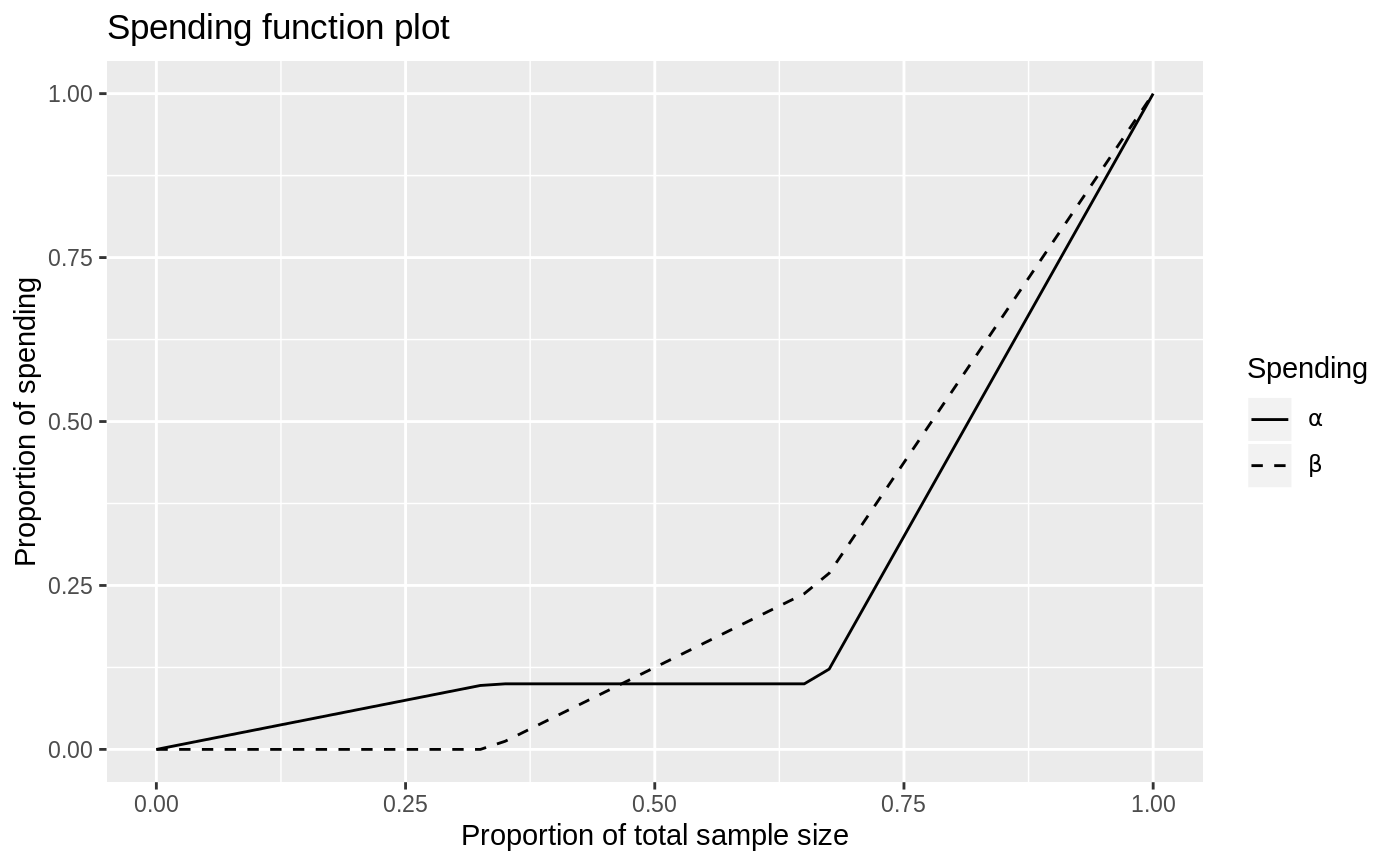 Spending function plot
1.00
0.75
0.50
0.25
0.00
Proportion of spending
0.00 0.25 0.50 0.75 1.00
Proportion of total sample size
Spending
α
β